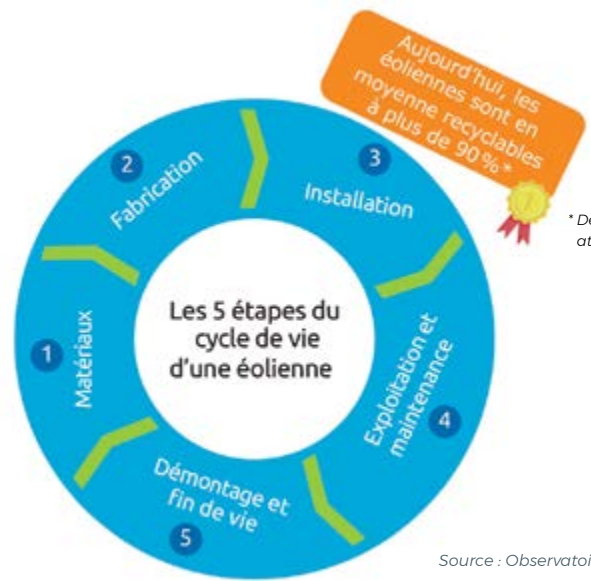 Aujourd'hui, les
éoliennes sont en
moyenne recyclables
à plus de 90 %*
Les 5 étapes du
cycle de vie
d'une éolienne
1
Matériaux
2
Fabrication
3
Installation
4
Exploitation et
maintenance
5
Démontage et
fin de vie
Source :